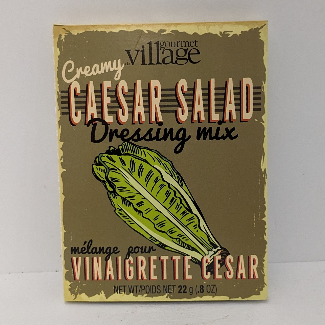 gourmet
village
Creamy
CAESAR SALAD
Dressing mix
mélange pour
VINAIGRETTE CÉSAR
NET WT/POIDS NET 22 g (.8 OZ)